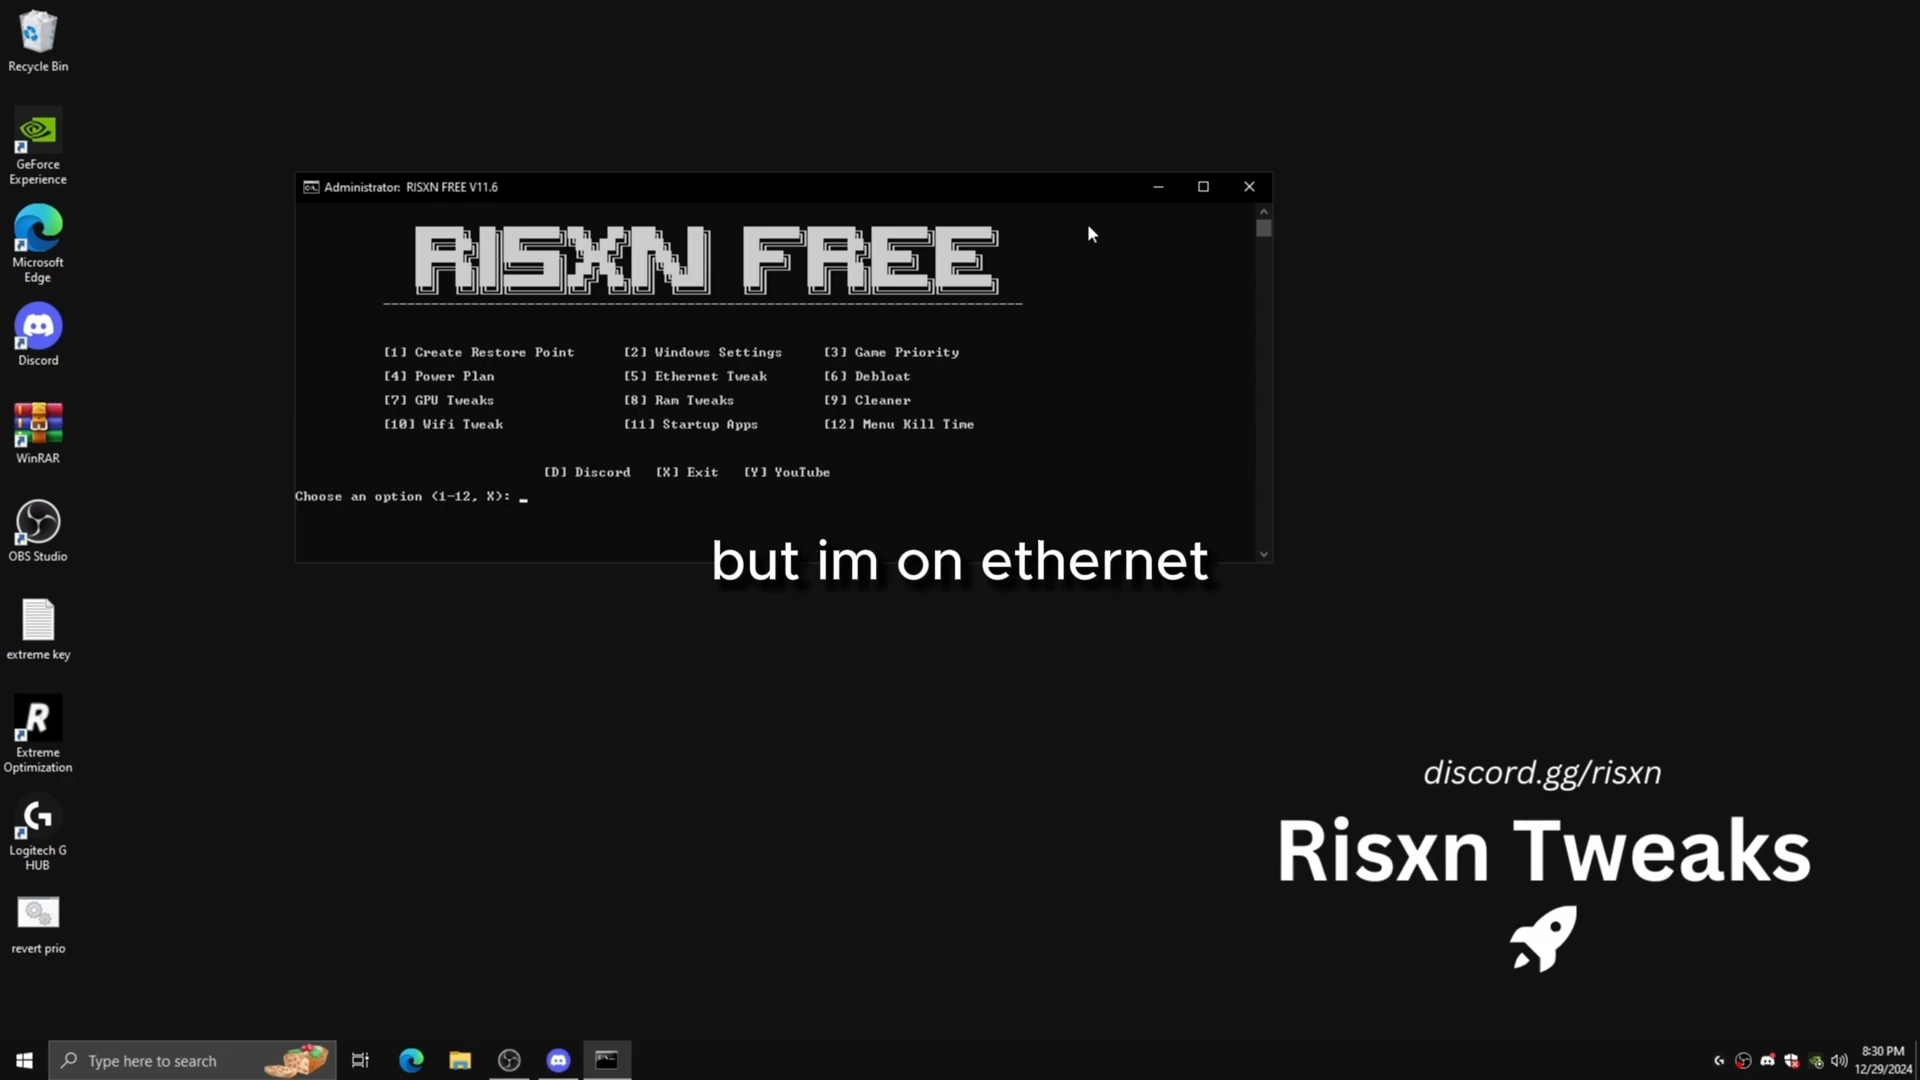 Recycle Bin
GeForce
Experience
Microsoft
Edge
Discord
WinRAR
OBS Studio
extreme key
Extreme
Optimization
Logitech G
HUB
revert prio
Administrator: RISXN FREE V11.6
RISXN FREE
[1] Create Restore Point [2] Windows Settings [3] Game Priority
[4] Power Plan [5] Ethernet Tweak [6] Debloat
[7] GPU Tweaks [8] Ram Tweaks [9] Cleaner
[10] Wifi Tweak [11] Startup Apps [12] Menu Kill Time
[D] Discord [X] Exit [Y] YouTube
Choose an option (1-12, X): _
but im on ethernet
discord.gg/risxn
Risxn Tweaks
Type here to search
8:30 PM
12/29/2024